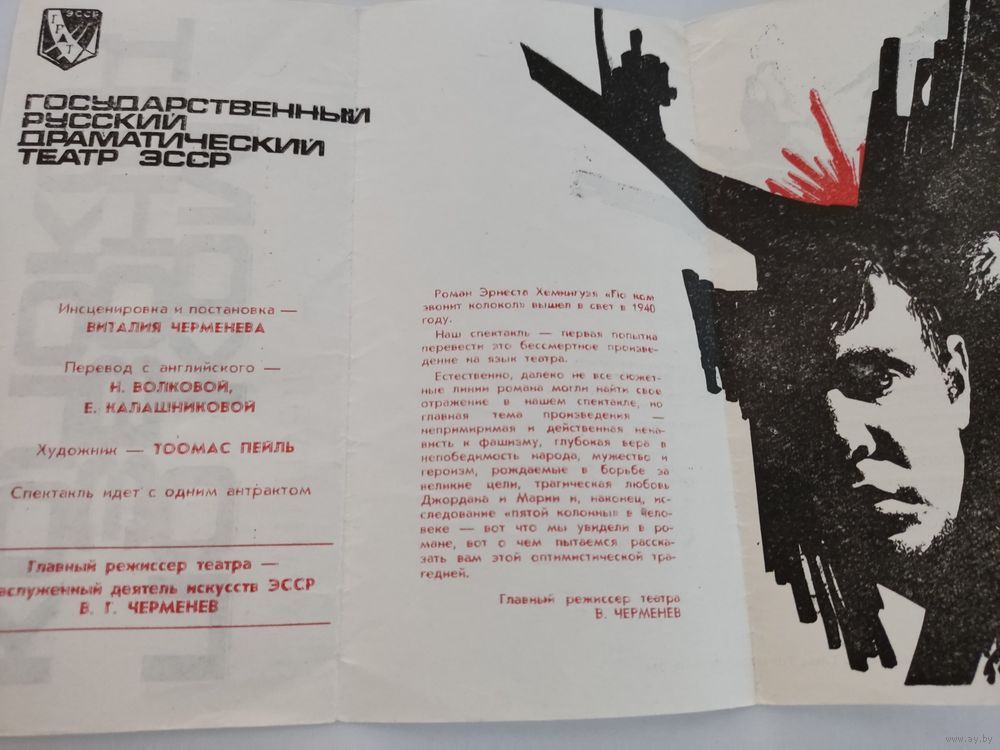 ЭССР
ГРДТ
ГОСУДАРСТВЕННЫЙ
РУССКИЙ
ДРАМАТИЧЕСКИЙ
ТЕАТР ЭССР
Инсценировка и постановка —
ВИТАЛИЯ ЧЕРМЕНЕВА
Перевод с английского —
Н. ВОЛКОВОЙ,
Е. КАЛАШНИКОВОЙ
Художник — ТООМАС ПЕЙЛЬ
Спектакль идет с одним антрактом
Главный режиссер театра —
аслуженный деятель искусств ЭССР
В. Г. ЧЕРМЕНЕВ
Роман Эрнеста Хемингуэя «По ком
звонит колокол» вышел в свет в 1940
году.
Наш спектакль — первая попытка
перевести это бессмертное произве-
дение на язык театра.
Естественно, далеко не все сюжет-
ные линии романа могли найти свое
отражение в нашем спектакле, но
главная тема произведения —
непримиримая и действенная нена-
висть к фашизму, глубокая вера в
непобедимость народа, мужество и
героизм, рождаемые в борьбе за
великие цели, трагическая любовь
Джордана и Марии и, наконец, ис-
следование «пятой колонны» в чело-
веке — вот что мы увидели в ро-
мане, вот о чем пытаемся расска-
зать вам этой оптимистической тра-
гедией.
Главный режиссер театра
В. ЧЕРМЕНЕВ
www.ay.by